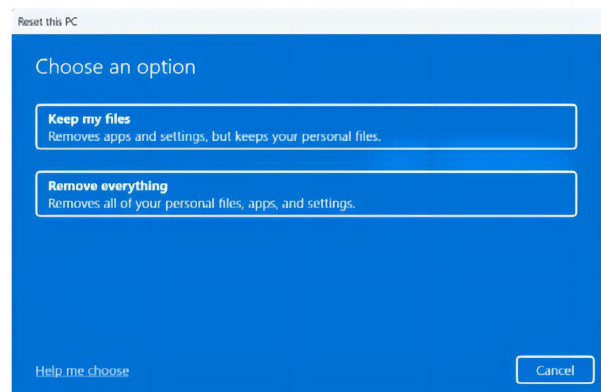 Reset this PC
Choose an option
Keep my files
Removes apps and settings, but keeps your personal files.
Remove everything
Removes all of your personal files, apps, and settings.
Help me choose
Cancel